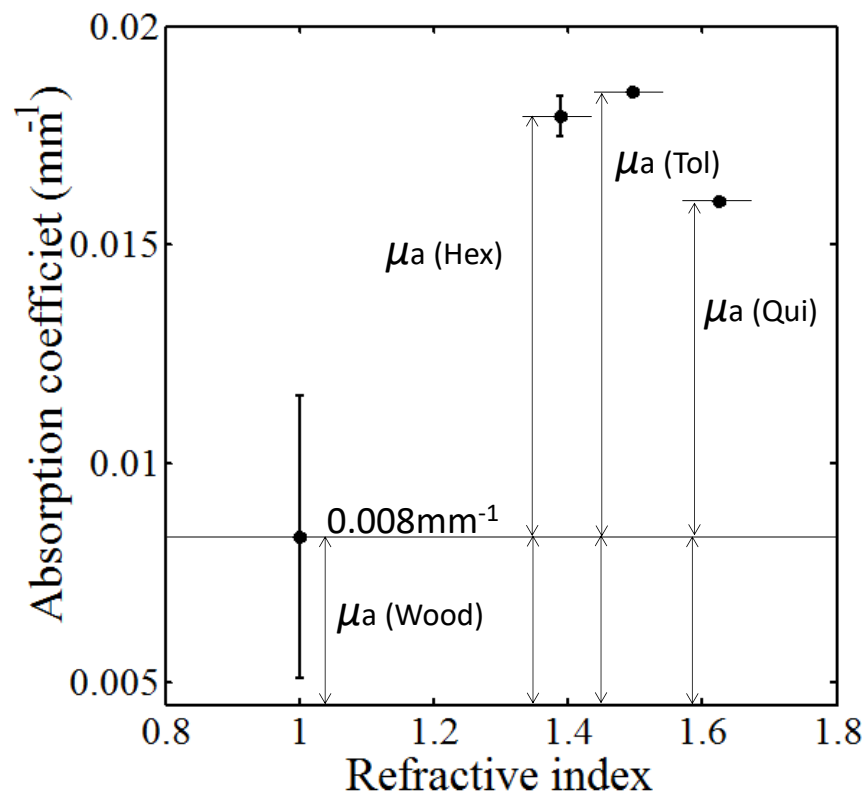 0.02
0.015
0.01
0.005
Absorption coefficiet (mm⁻¹)
μa (Tol)
μa (Hex)
μa (Qui)
0.008mm⁻¹
μa (Wood)
0.8 1 1.2 1.4 1.6 1.8
Refractive index